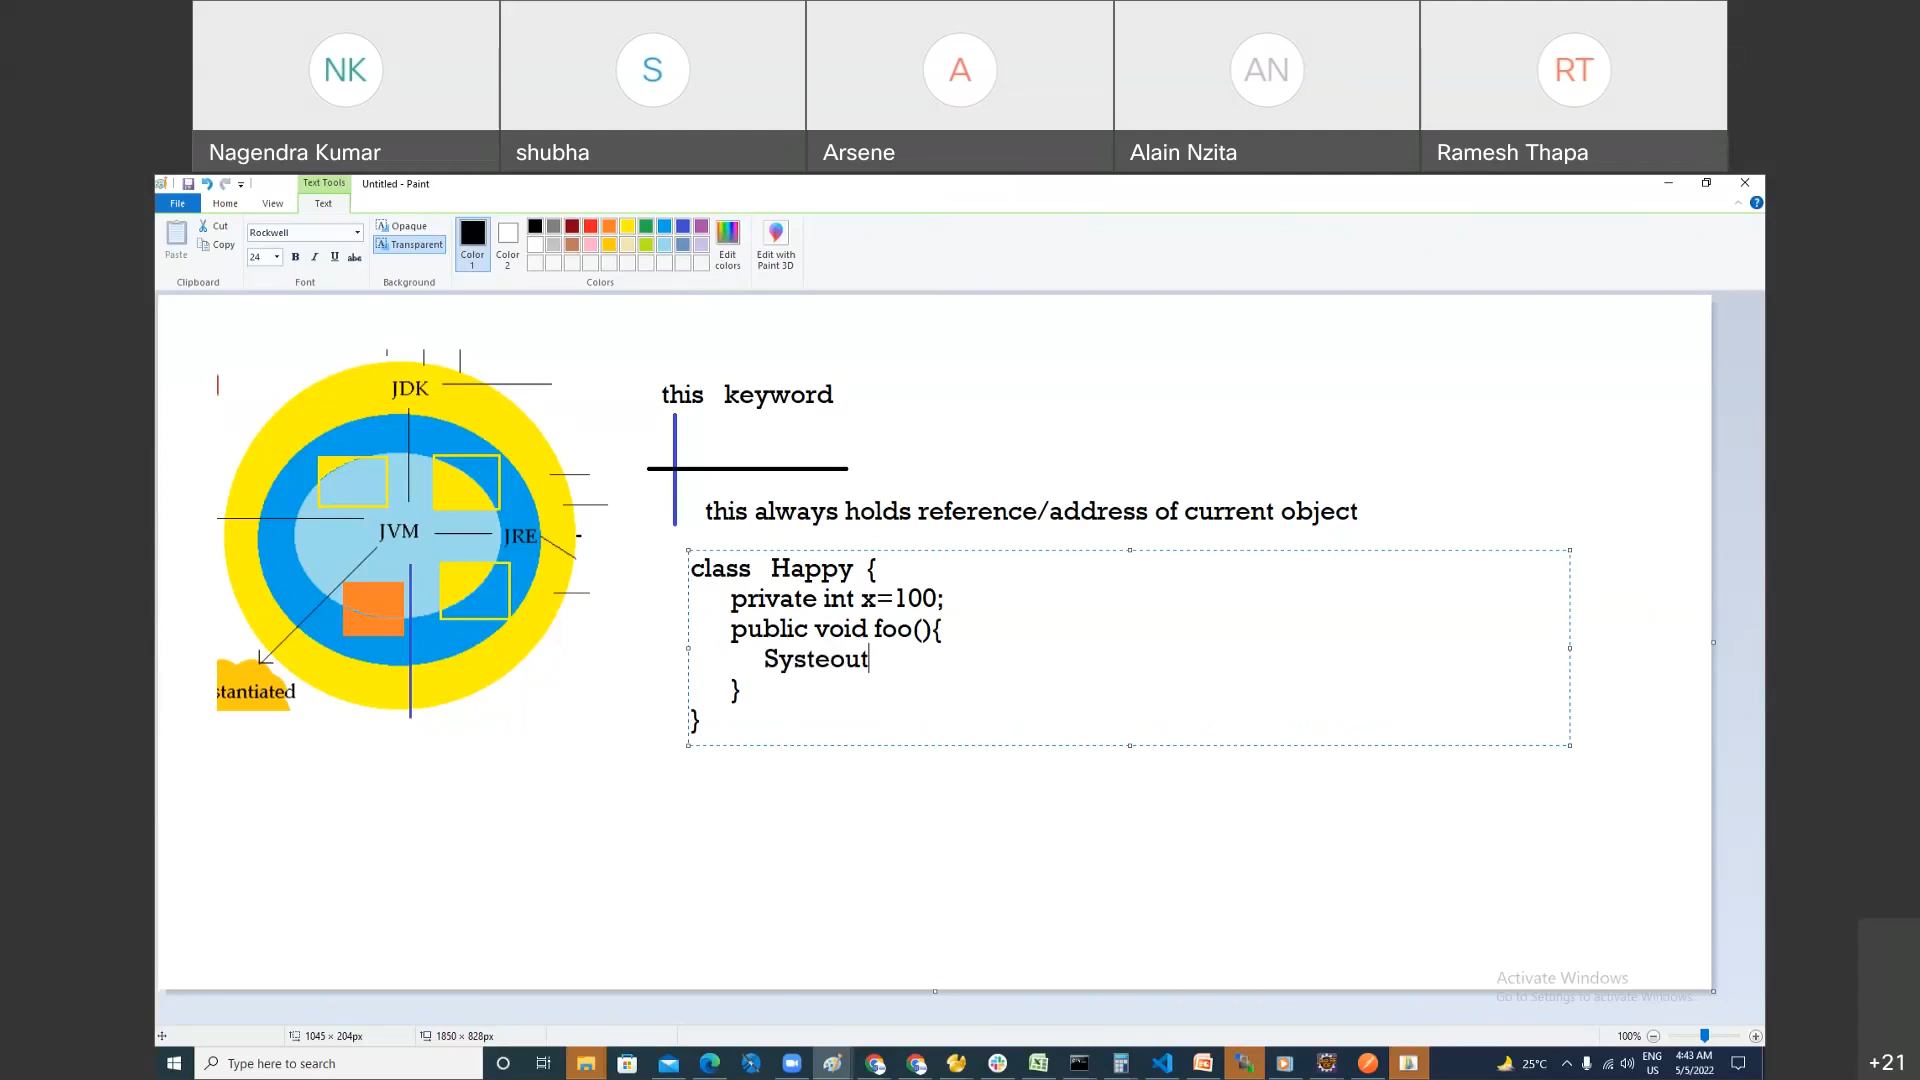 NK
S
A
AN
RT
Nagendra Kumar
shubha
Arsene
Alain Nzita
Ramesh Thapa
Text Tools
Untitled - Paint
File
Home
View
Text
Paste
Cut
Copy
Clipboard
Rockwell
24
B I U abc
Font
Opaque
Transparent
Background
Color 1
Color 2
Colors
Edit colors
Edit with Paint 3D
JDK
JVM
JRE
stantiated
this keyword
this always holds reference/address of current object
class Happy {
private int x=100;
public void foo(){
Systeout
}
}
Activate Windows
Go to Settings to activate Windows.
1045 × 204px
1850 × 828px
100%
Type here to search
25°C
ENG
US
4:43 AM
5/5/2022
+21